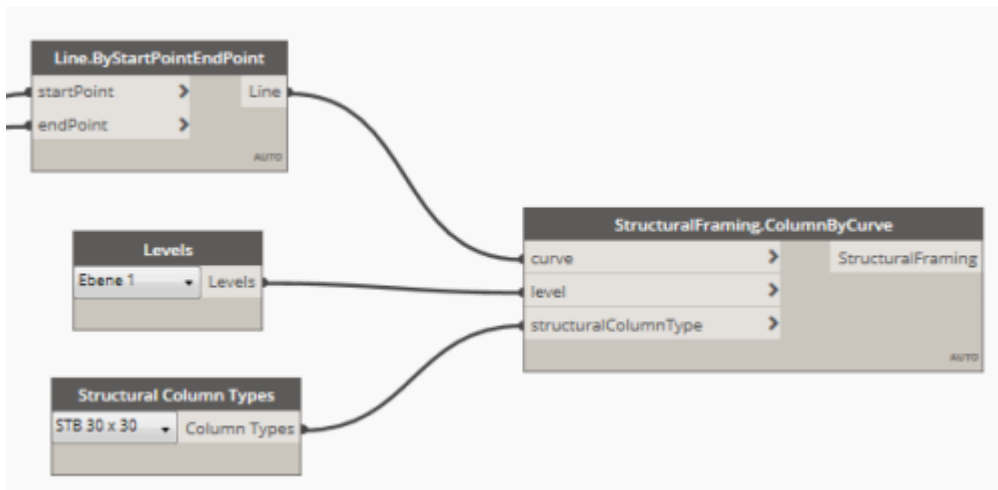 Line.ByStartPointEndPoint
startPoint > Line
endPoint >
AUTO
Levels
Ebene 1 Levels
Structural Column Types
STB 30 x 30 Column Types
StructuralFraming.ColumnByCurve
curve > StructuralFraming
level >
structuralColumnType >
AUTO